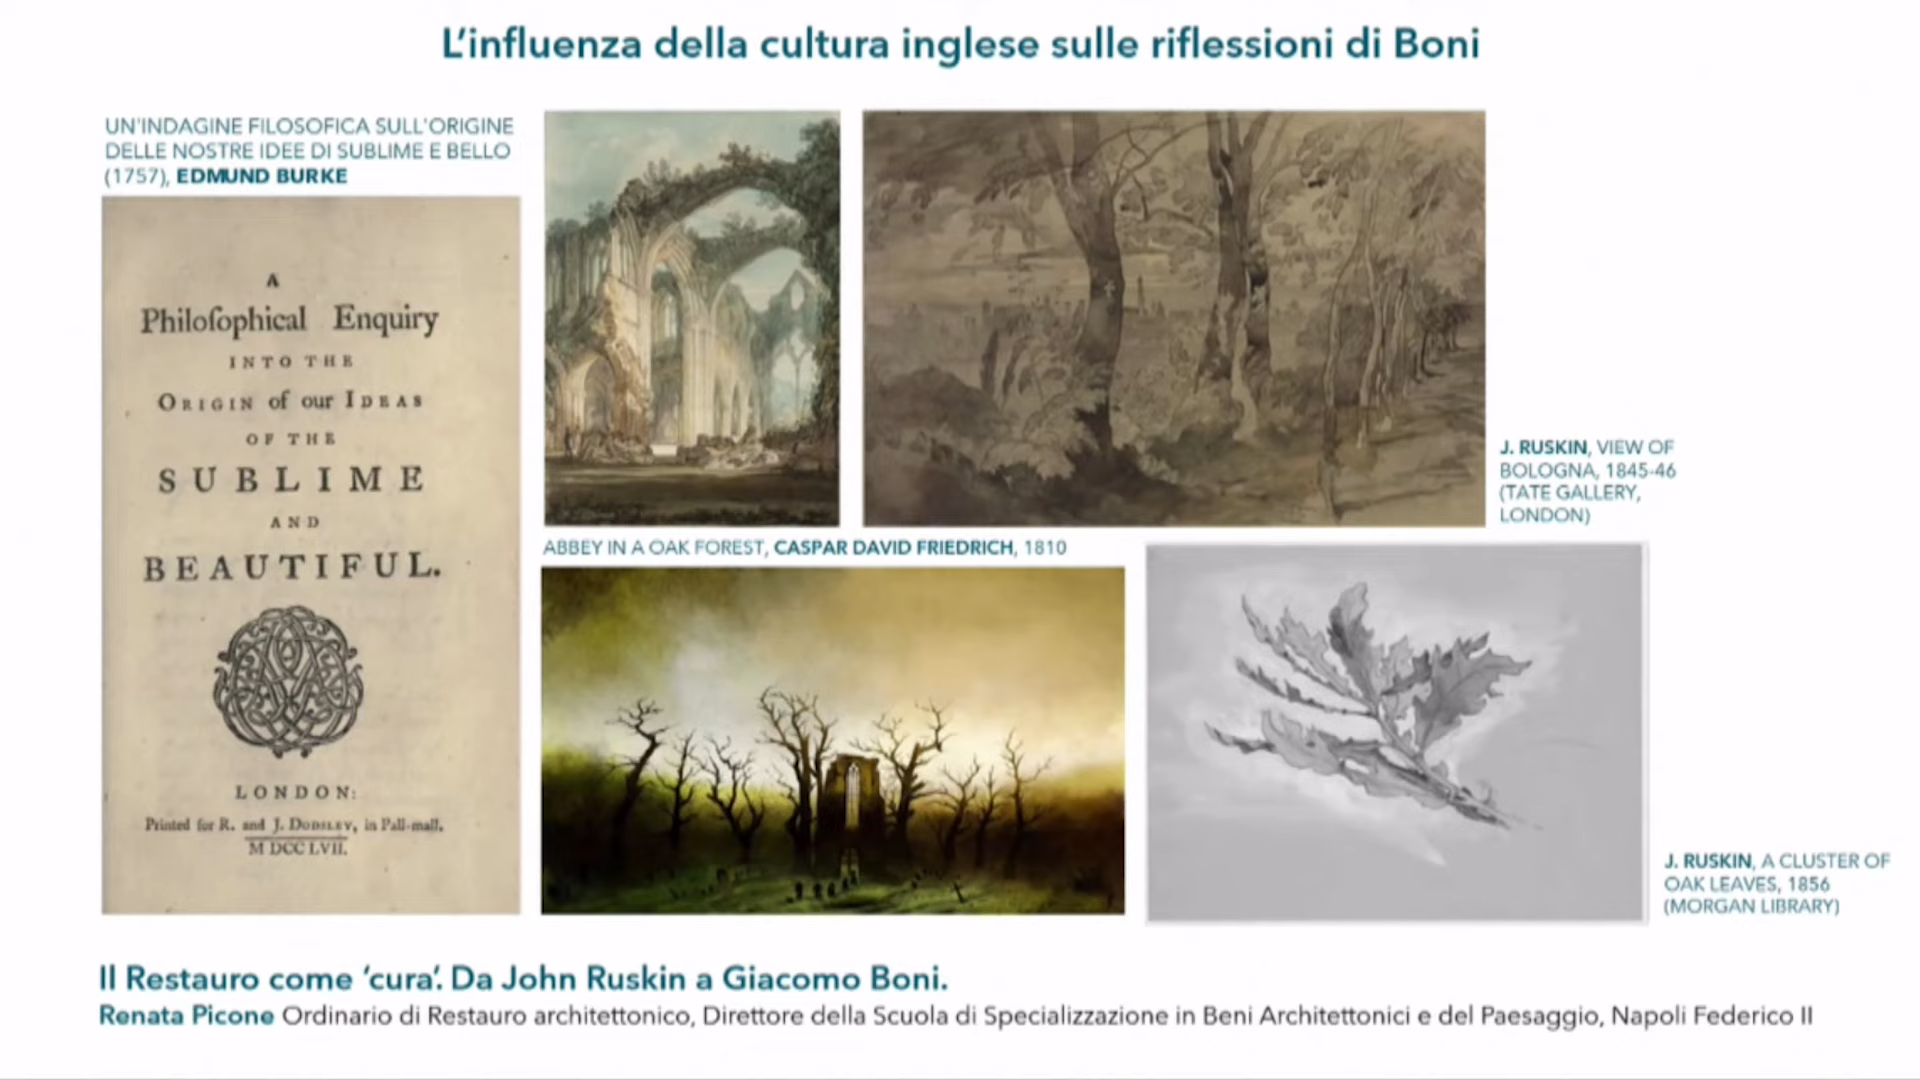 L'influenza della cultura inglese sulle riflessioni di Boni
UN'INDAGINE FILOSOFICA SULL'ORIGINE
DELLE NOSTRE IDEE DI SUBLIME E BELLO
(1757), EDMUND BURKE
A
Philoſophical Enquiry
INTO THE
ORIGIN of our IDEAS
OF THE
SUBLIME
AND
BEAUTIFUL.
LONDON:
Printed for R. and J. DODSLEY, in Pall-mall.
M DCC LVII.
J. RUSKIN, VIEW OF
BOLOGNA, 1845-46
(TATE GALLERY,
LONDON)
ABBEY IN A OAK FOREST, CASPAR DAVID FRIEDRICH, 1810
J. RUSKIN, A CLUSTER OF
OAK LEAVES, 1856
(MORGAN LIBRARY)
Il Restauro come 'cura'. Da John Ruskin a Giacomo Boni.
Renata Picone Ordinario di Restauro architettonico, Direttore della Scuola di Specializzazione in Beni Architettonici e del Paesaggio, Napoli Federico II